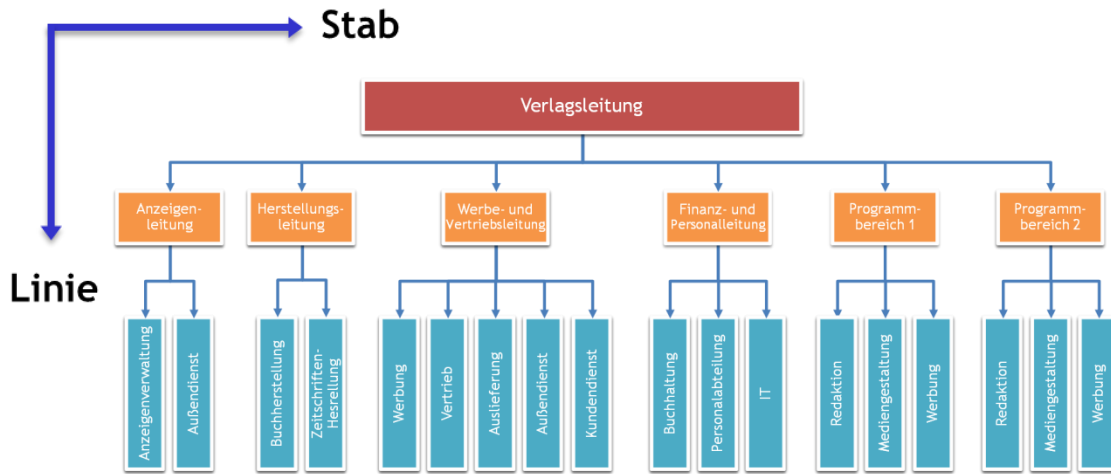 Stab
Verlagsleitung
Anzeigen-
leitung
Herstellungs-
leitung
Werbe- und
Vertriebsleitung
Finanz- und
Personalleitung
Programm-
bereich 1
Programm-
bereich 2
Linie
Anzeigenverwaltung
Außendienst
Buchherstellung
Zeitschriften-
Hesrellung
Werbung
Vertrieb
Auslieferung
Außendienst
Kundendienst
Buchhaltung
Personalabteilung
IT
Redaktion
Mediengestaltung
Werbung
Redaktion
Mediengestaltung
Werbung